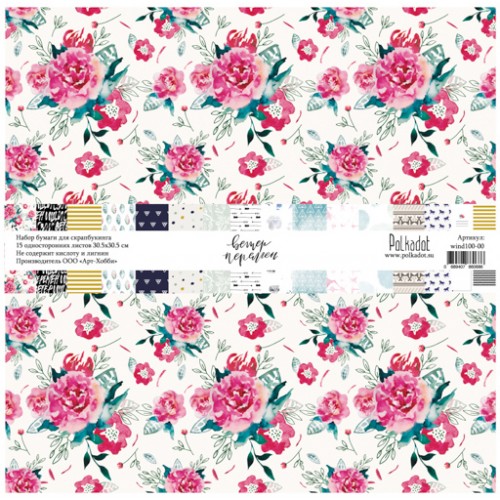 Набор бумаги для скрапбукинга
15 односторонних листов 30.5х30.5 см
Не содержит кислоту и лигнин
Производитель ООО «Арт-Хобби»
ветер
перемен
Polkadot
www.polkadot.su
Артикул:
wind100-00